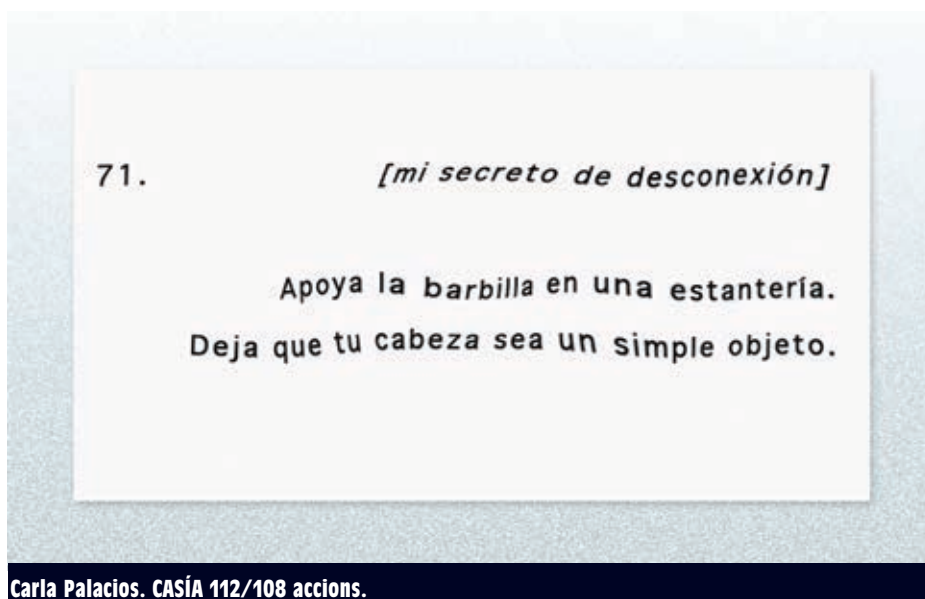 71. [mi secreto de desconexión]
Apoya la barbilla en una estantería.
Deja que tu cabeza sea un simple objeto.
Carla Palacios. CASÍA 112/108 accions.